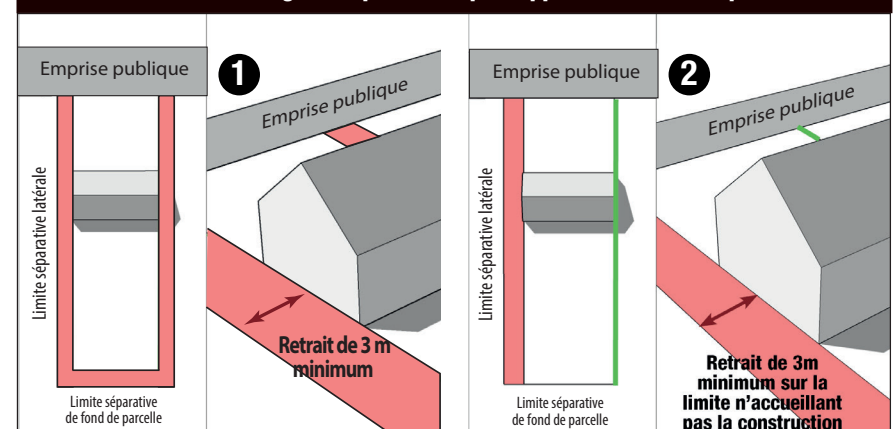 Emprise publique
1
Emprise publique
Limite séparative latérale
Retrait de 3 m
minimum
Limite séparative
de fond de parcelle
Emprise publique
2
Emprise publique
Limite séparative latérale
Retrait de 3m
minimum sur la
limite n'accueillant
pas la construction
Limite séparative
de fond de parcelle